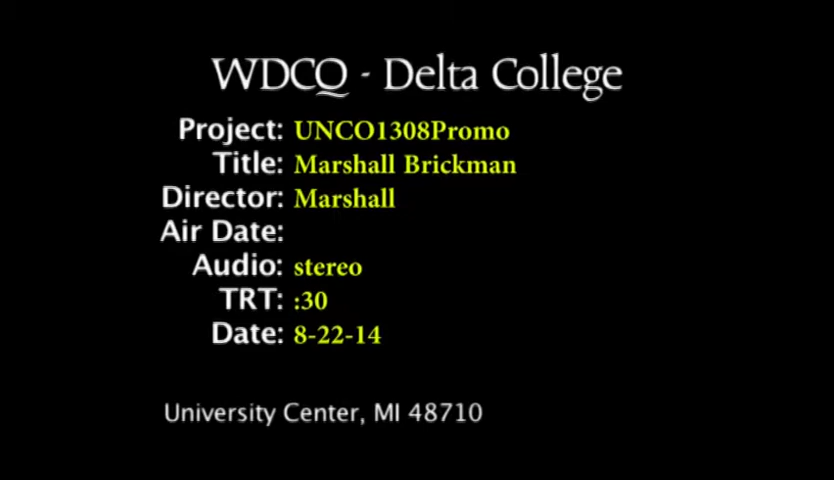 WDCQ - Delta College
Project: UNCO1308Promo
Title: Marshall Brickman
Director: Marshall
Air Date:
Audio: stereo
TRT: :30
Date: 8-22-14
University Center, MI 48710